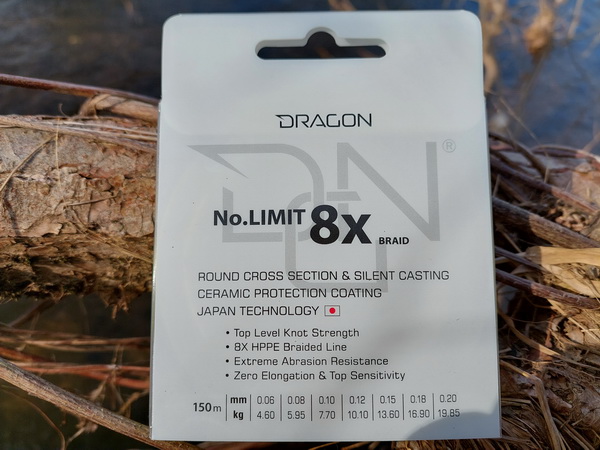 DRAGON
DGN®
No.LIMIT 8X BRAID
ROUND CROSS SECTION & SILENT CASTING
CERAMIC PROTECTION COATING
JAPAN TECHNOLOGY
• Top Level Knot Strength
• 8X HPPE Braided Line
• Extreme Abrasion Resistance
• Zero Elongation & Top Sensitivity
150m mm 0.06 0.08 0.10 0.12 0.15 0.18 0.20
kg 4.60 5.95 7.70 10.10 13.60 16.90 19.85